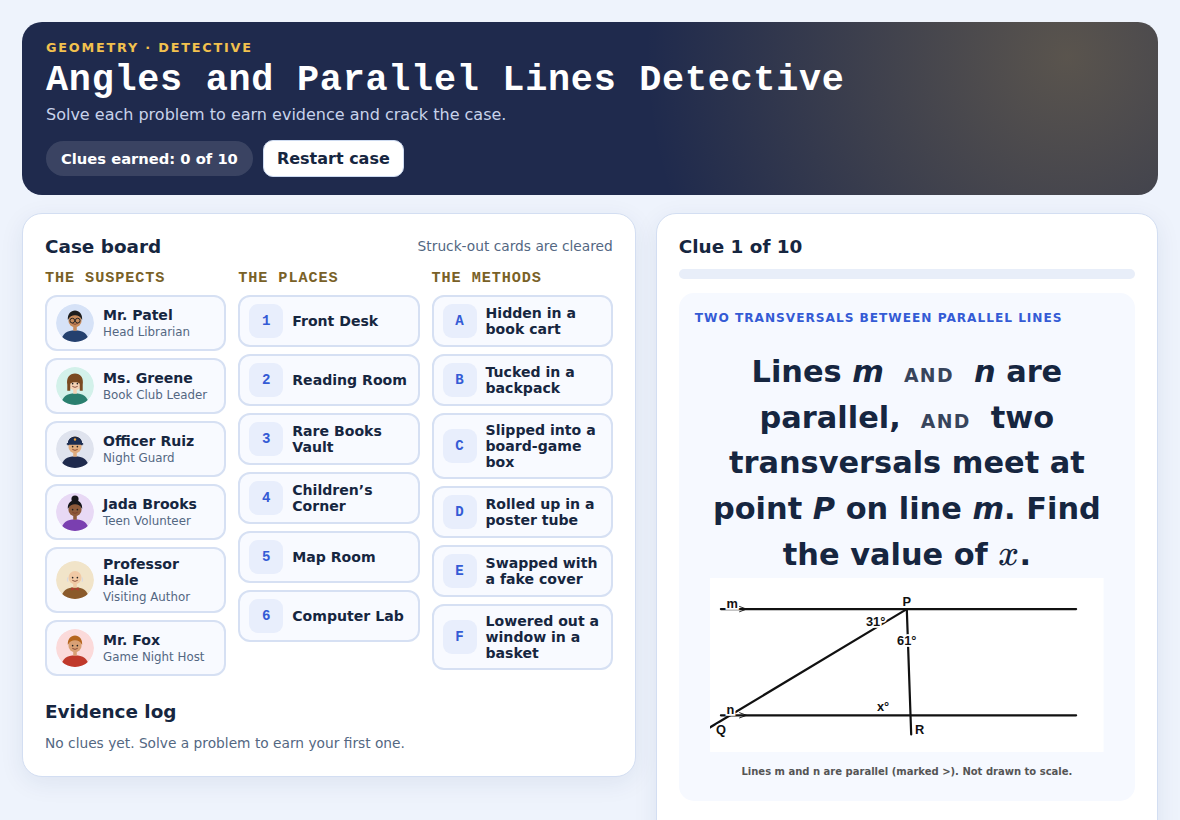 GEOMETRY · DETECTIVE
Angles and Parallel Lines Detective
Solve each problem to earn evidence and crack the case.
Clues earned: 0 of 10
Restart case
Case board
Struck-out cards are cleared
THE SUSPECTS
Mr. Patel
Head Librarian
Ms. Greene
Book Club Leader
Officer Ruiz
Night Guard
Jada Brooks
Teen Volunteer
Professor
Hale
Visiting Author
Mr. Fox
Game Night Host
THE PLACES
1
Front Desk
2
Reading Room
3
Rare Books
Vault
4
Children’s
Corner
5
Map Room
6
Computer Lab
THE METHODS
A
Hidden in a
book cart
B
Tucked in a
backpack
C
Slipped into a
board-game
box
D
Rolled up in a
poster tube
E
Swapped with
a fake cover
F
Lowered out a
window in a
basket
Evidence log
No clues yet. Solve a problem to earn your first one.
Clue 1 of 10
TWO TRANSVERSALS BETWEEN PARALLEL LINES
Lines m AND n are
parallel, AND two
transversals meet at
point P on line m. Find
the value of x.
m
P
31°
61°
n
x°
Q
R
Lines m and n are parallel (marked >). Not drawn to scale.